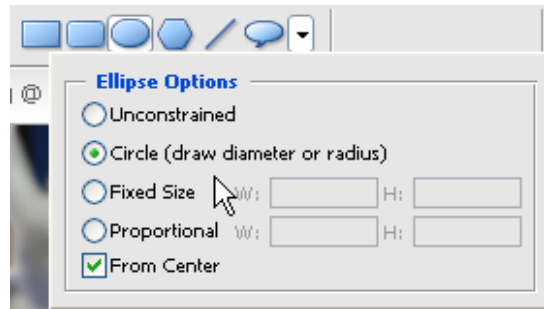 @
Ellipse Options
Unconstrained
Circle (draw diameter or radius)
Fixed Size W: H:
Proportional W: H:
From Center